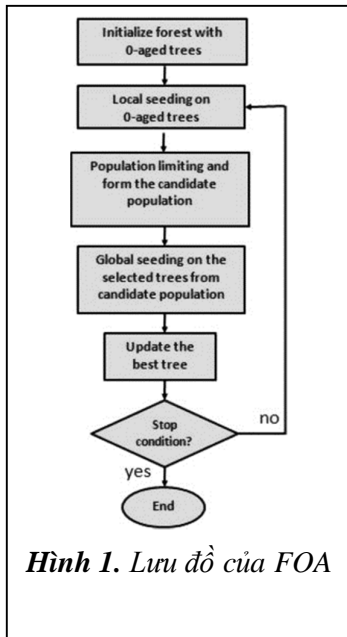 Initialize forest with
0-aged trees
Local seeding on
0-aged trees
Population limiting and
form the candidate
population
Global seeding on the
selected trees from
candidate population
Update the
best tree
Stop
condition?
no
yes
End
Hình 1. Lưu đồ của FOA